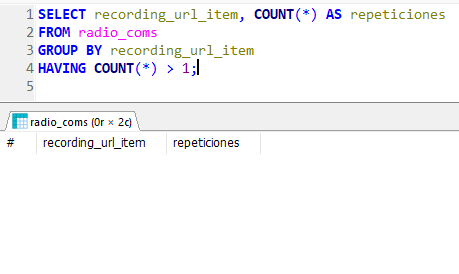 1 SELECT recording_url_item, COUNT(*) AS repeticiones
2 FROM radio_coms
3 GROUP BY recording_url_item
4 HAVING COUNT(*) > 1;
5
radio_coms (0r × 2c)
# recording_url_item repeticiones